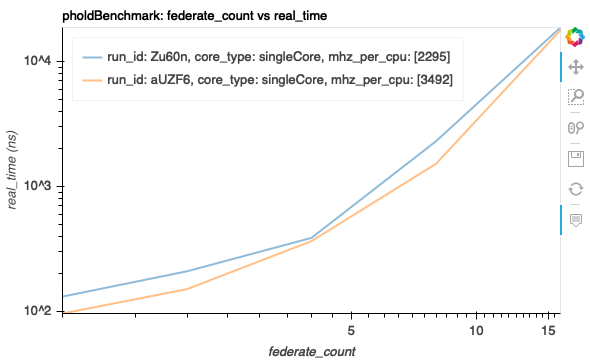 pholdBenchmark: federate_count vs real_time
run_id: Zu60n, core_type: singleCore, mhz_per_cpu: [2295]
run_id: aUZF6, core_type: singleCore, mhz_per_cpu: [3492]
10^4
10^3
10^2
real_time (ns)
5
10
15
federate_count